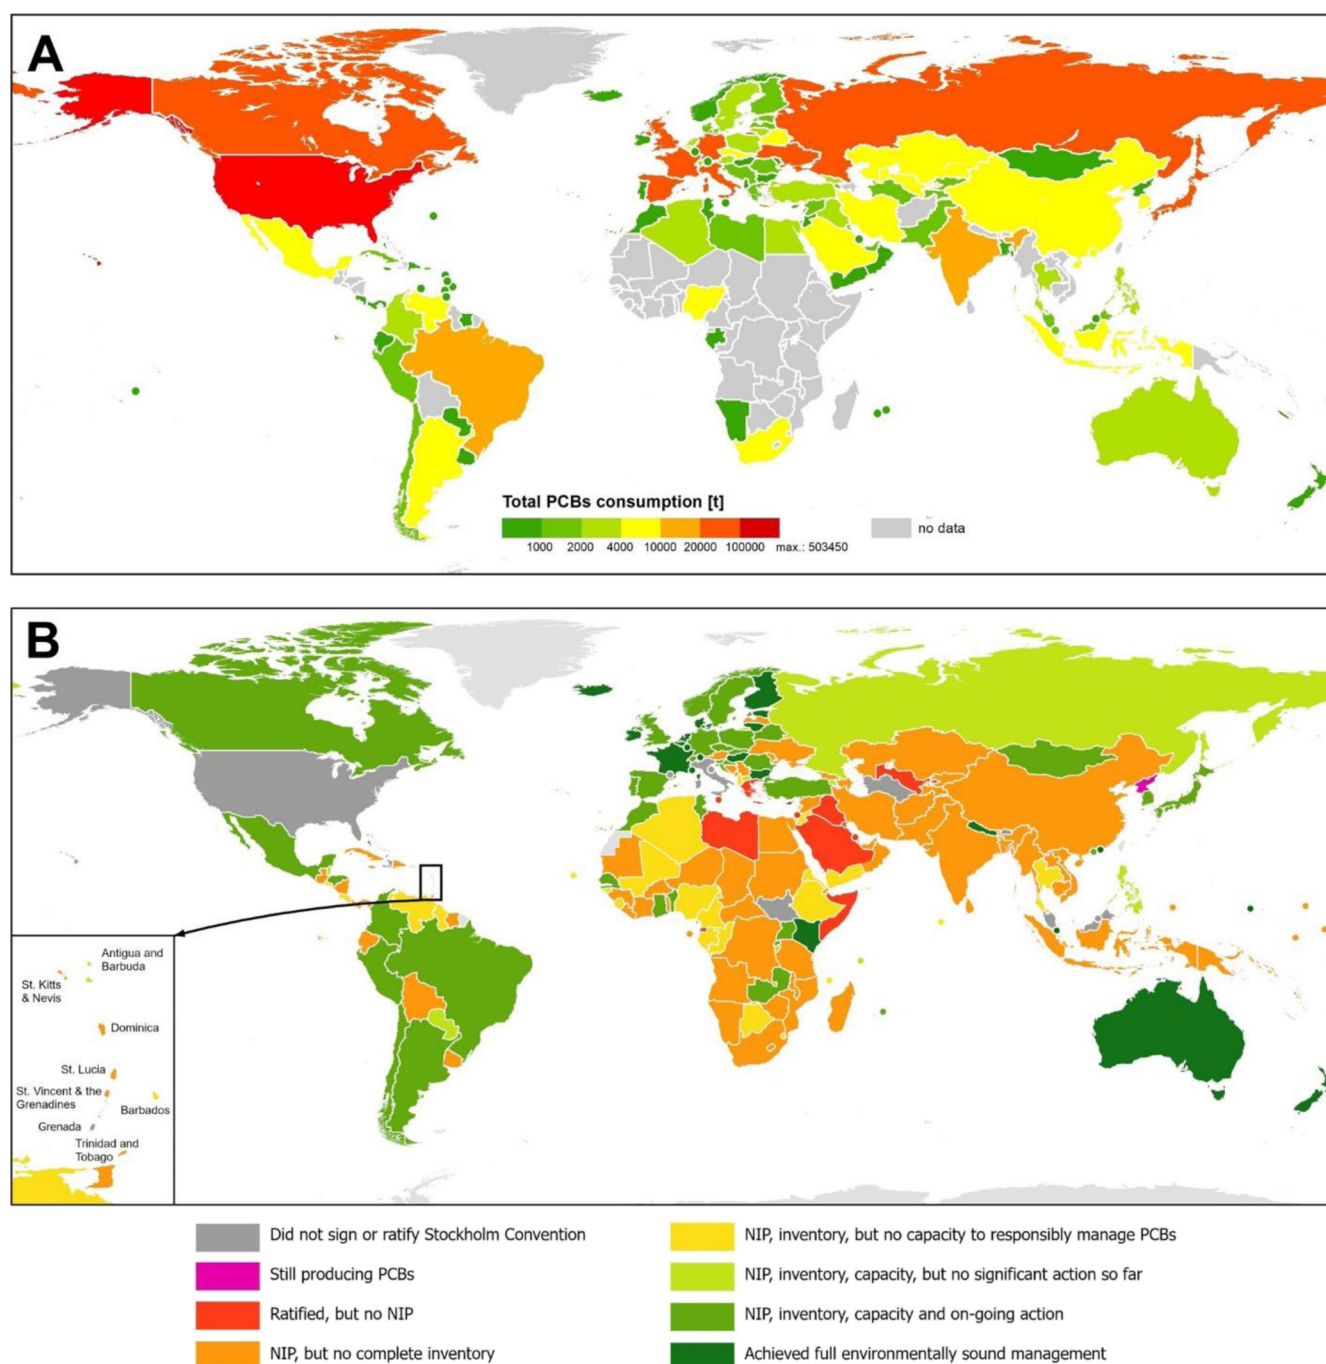 A
Total PCBs consumption [t]
1000 2000 4000 10000 20000 100000 max.: 503450
no data
B
Antigua and
Barbuda
St. Kitts
& Nevis
Dominica
St. Lucia
St. Vincent & the
Grenadines
Barbados
Grenada
Trinidad and
Tobago
Did not sign or ratify Stockholm Convention
Still producing PCBs
Ratified, but no NIP
NIP, but no complete inventory
NIP, inventory, but no capacity to responsibly manage PCBs
NIP, inventory, capacity, but no significant action so far
NIP, inventory, capacity and on-going action
Achieved full environmentally sound management